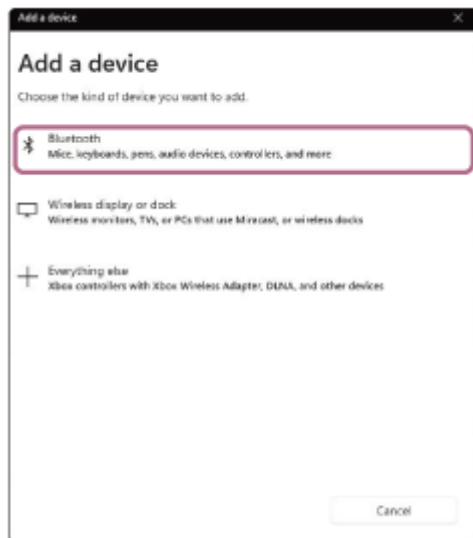 Add a device
Add a device
Choose the kind of device you want to add.
Bluetooth
Mice, keyboards, pens, audio devices, controllers, and more
Wireless display or dock
Wireless monitors, TVs, or PCs that use Miracast, or wireless docks
Everything else
Xbox controllers with Xbox Wireless Adapter, DLNA, and other devices
Cancel